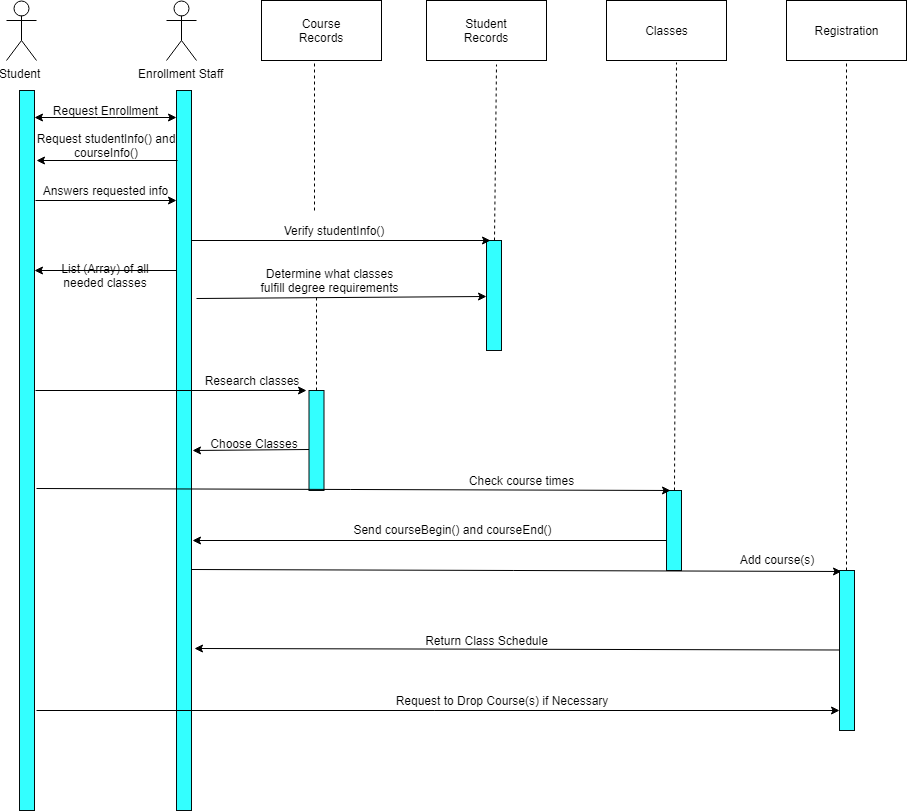 Course
Records
Student
Records
Classes
Registration
Student
Enrollment Staff
Request Enrollment
Request studentInfo() and
courseInfo()
Answers requested info
Verify studentInfo()
List (Array) of all
needed classes
Determine what classes
fulfill degree requirements
Research classes
Choose Classes
Check course times
Send courseBegin() and courseEnd()
Add course(s)
Return Class Schedule
Request to Drop Course(s) if Necessary